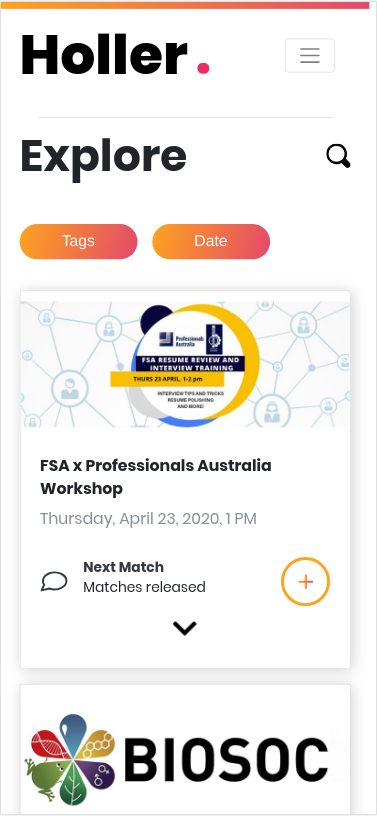 Holler.
Explore
Tags
Date
Professionals
Australia
FSA RESUME REVIEW AND
INTERVIEW TRAINING
THURS 23 APRIL, 1-2 pm
INTERVIEW TIPS AND TRICKS
RESUME POLISHING
AND MORE!
FSA x Professionals Australia
Workshop
Thursday, April 23, 2020, 1 PM
Next Match
Matches released
BIOSOC